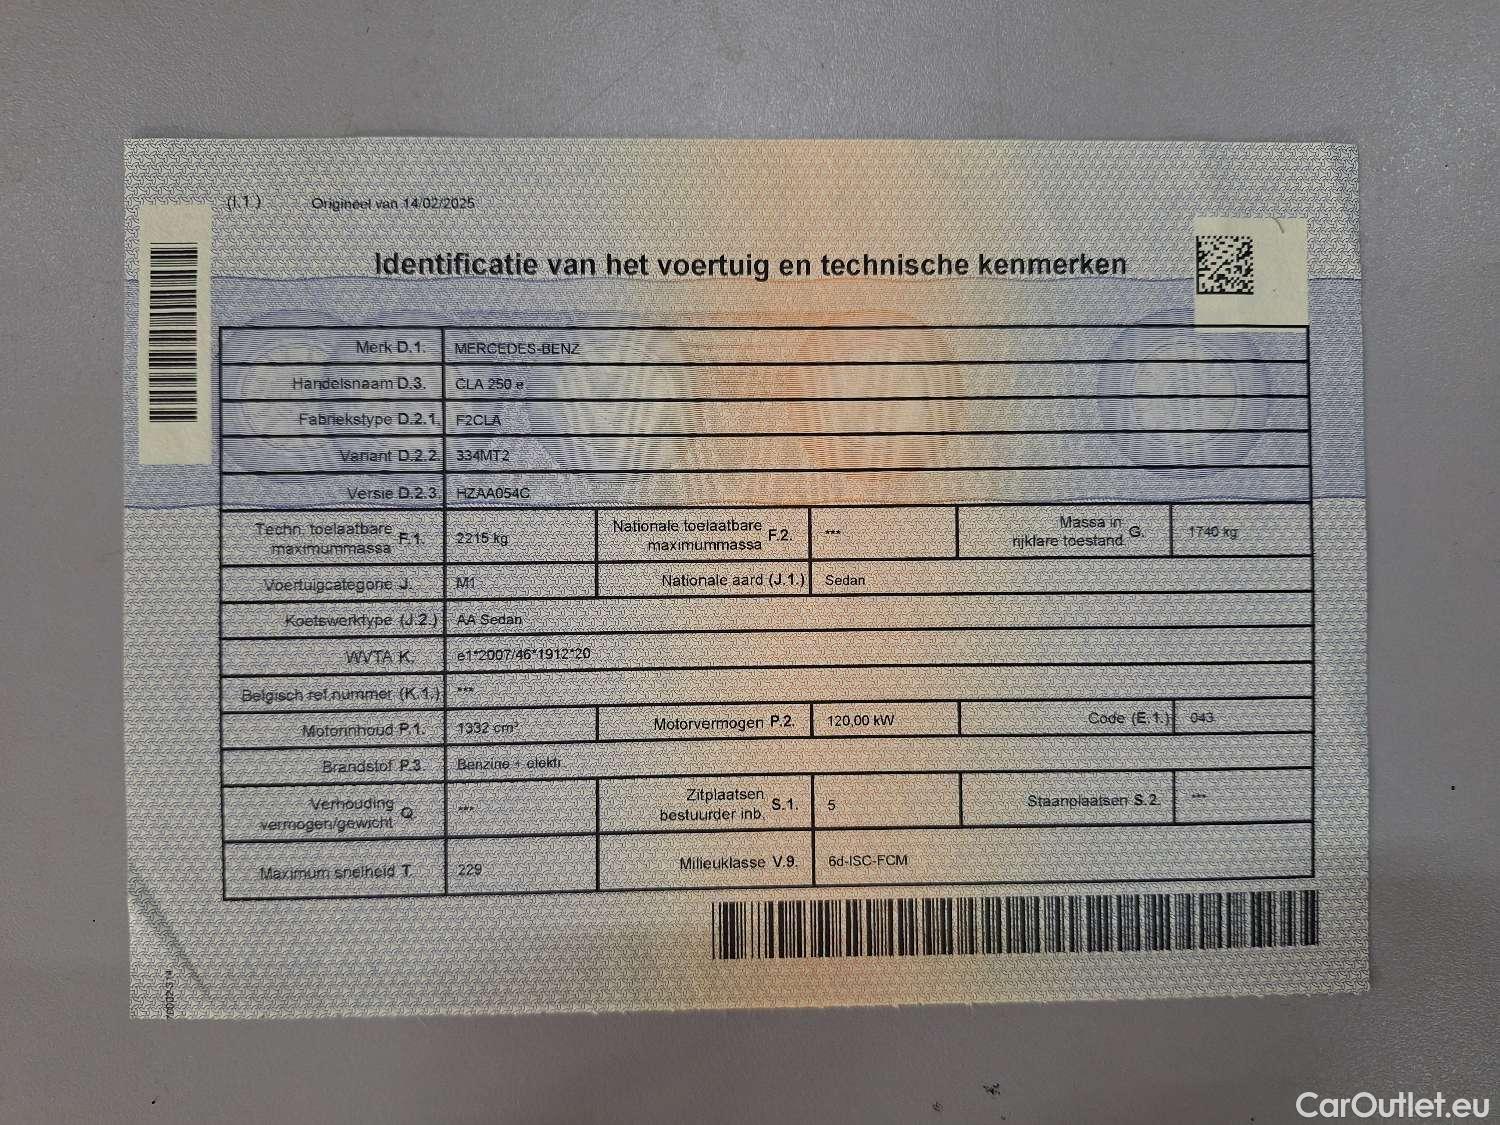 (I.1.) Origineel van 14/02/2025
Identificatie van het voertuig en technische kenmerken
Merk D.1. MERCEDES-BENZ
Handelsnaam D.3. CLA 250 e
Fabriekstype D.2.1. F2CLA
Variant D.2.2. 334MT2
Versie D.2.3. HZAA054C
Techn. toelaatbare maximummassa F.1. 2215 kg Nationale toelaatbare maximummassa F.2. *** Massa in rijklare toestand G. 1740 kg
Voertuigcategorie J. M1 Nationale aard (J.1.) Sedan
Koetswerktype (J.2.) AA Sedan
WVTA K. e1*2007/46*1912*20
Belgisch ref.nummer (K.1.) ***
Motorinhoud P.1. 1332 cm³ Motorvermogen P.2. 120,00 kW Code (E.1.) 043
Brandstof P.3. Benzine + elektr.
Verhouding vermogen/gewicht Q. *** Zitplaatsen bestuurder inb. S.1. 5 Staanplaatsen S.2. ***
Maximum snelheid T. 229 Milieuklasse V.9. 6d-ISC-FCM
CarOutlet.eu